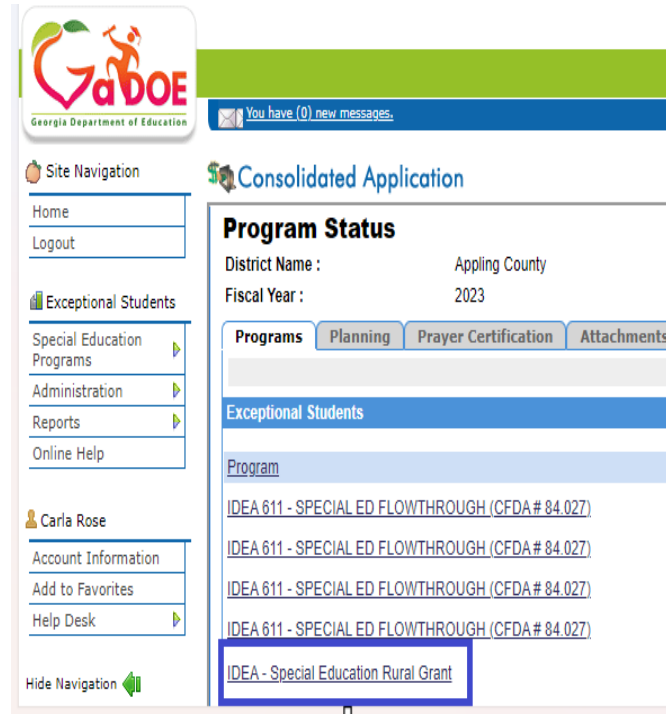 GaDOE
Georgia Department of Education
You have (0) new messages.
Site Navigation
Home
Logout
Exceptional Students
Special Education
Programs
Administration
Reports
Online Help
Carla Rose
Account Information
Add to Favorites
Help Desk
Hide Navigation
Consolidated Application
Program Status
District Name : Appling County
Fiscal Year : 2023
Programs Planning Prayer Certification Attachments
Exceptional Students
Program
IDEA 611 - SPECIAL ED FLOWTHROUGH (CFDA # 84.027)
IDEA 611 - SPECIAL ED FLOWTHROUGH (CFDA # 84.027)
IDEA 611 - SPECIAL ED FLOWTHROUGH (CFDA # 84.027)
IDEA 611 - SPECIAL ED FLOWTHROUGH (CFDA # 84.027)
IDEA - Special Education Rural Grant